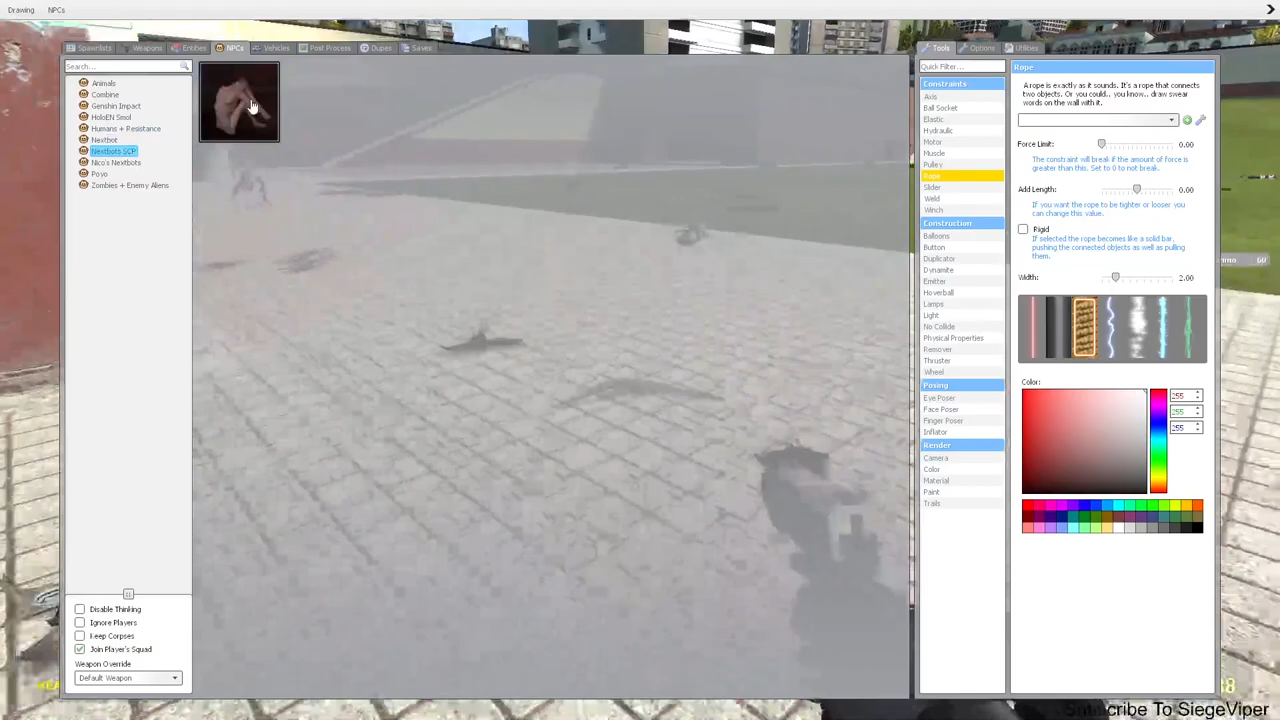 Drawing NPCs
Spawnlists Weapons Entities NPCs Vehicles Post Process Dupes Saves
Search...
Animals
Combine
Genshin Impact
HoloEN Smol
Humans + Resistance
Nextbot
Nextbots SCP
Nico's Nextbots
Poyo
Zombies + Enemy Aliens
Disable Thinking
Ignore Players
Keep Corpses
Join Player's Squad
Weapon Override
Default Weapon
Tools Options Utilities
Quick Filter...
Constraints
Axis
Ball Socket
Elastic
Hydraulic
Motor
Muscle
Pulley
Rope
Slider
Weld
Winch
Construction
Balloons
Button
Duplicator
Dynamite
Emitter
Hoverball
Lamps
Light
No Collide
Physical Properties
Remover
Thruster
Wheel
Posing
Eye Poser
Face Poser
Finger Poser
Inflator
Render
Camera
Color
Material
Paint
Trails
Rope
A rope is exactly as it sounds. It's a rope that connects
two objects. Or you could.. you know.. draw swear
words on the wall with it.
Force Limit: 0.00
The constraint will break if the amount of force is
greater than this. Set to 0 to not break.
Add Length: 0.00
If you want the rope to be tighter or looser you
can change this value.
Rigid
If selected the rope becomes like a solid bar,
pushing the connected objects as well as pulling
them.
Width: 2.00
Color:
255
255
255
60
Subscribe To SiegeViper